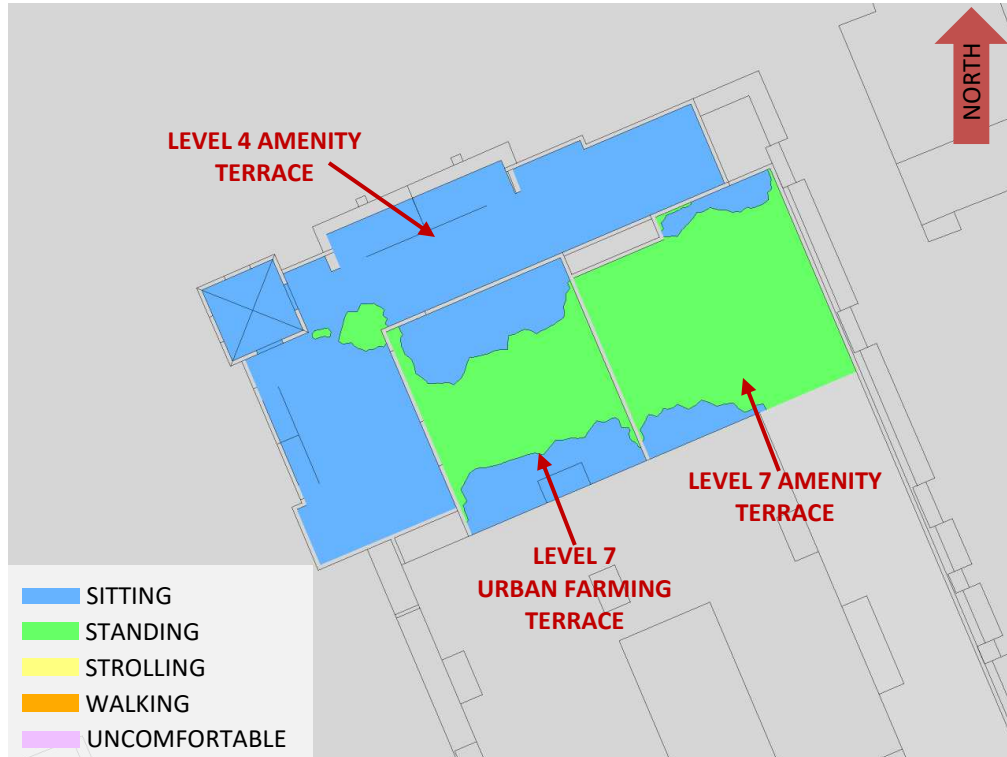 NORTH
LEVEL 4 AMENITY
TERRACE
LEVEL 7 AMENITY
TERRACE
LEVEL 7
URBAN FARMING
TERRACE
SITTING
STANDING
STROLLING
WALKING
UNCOMFORTABLE